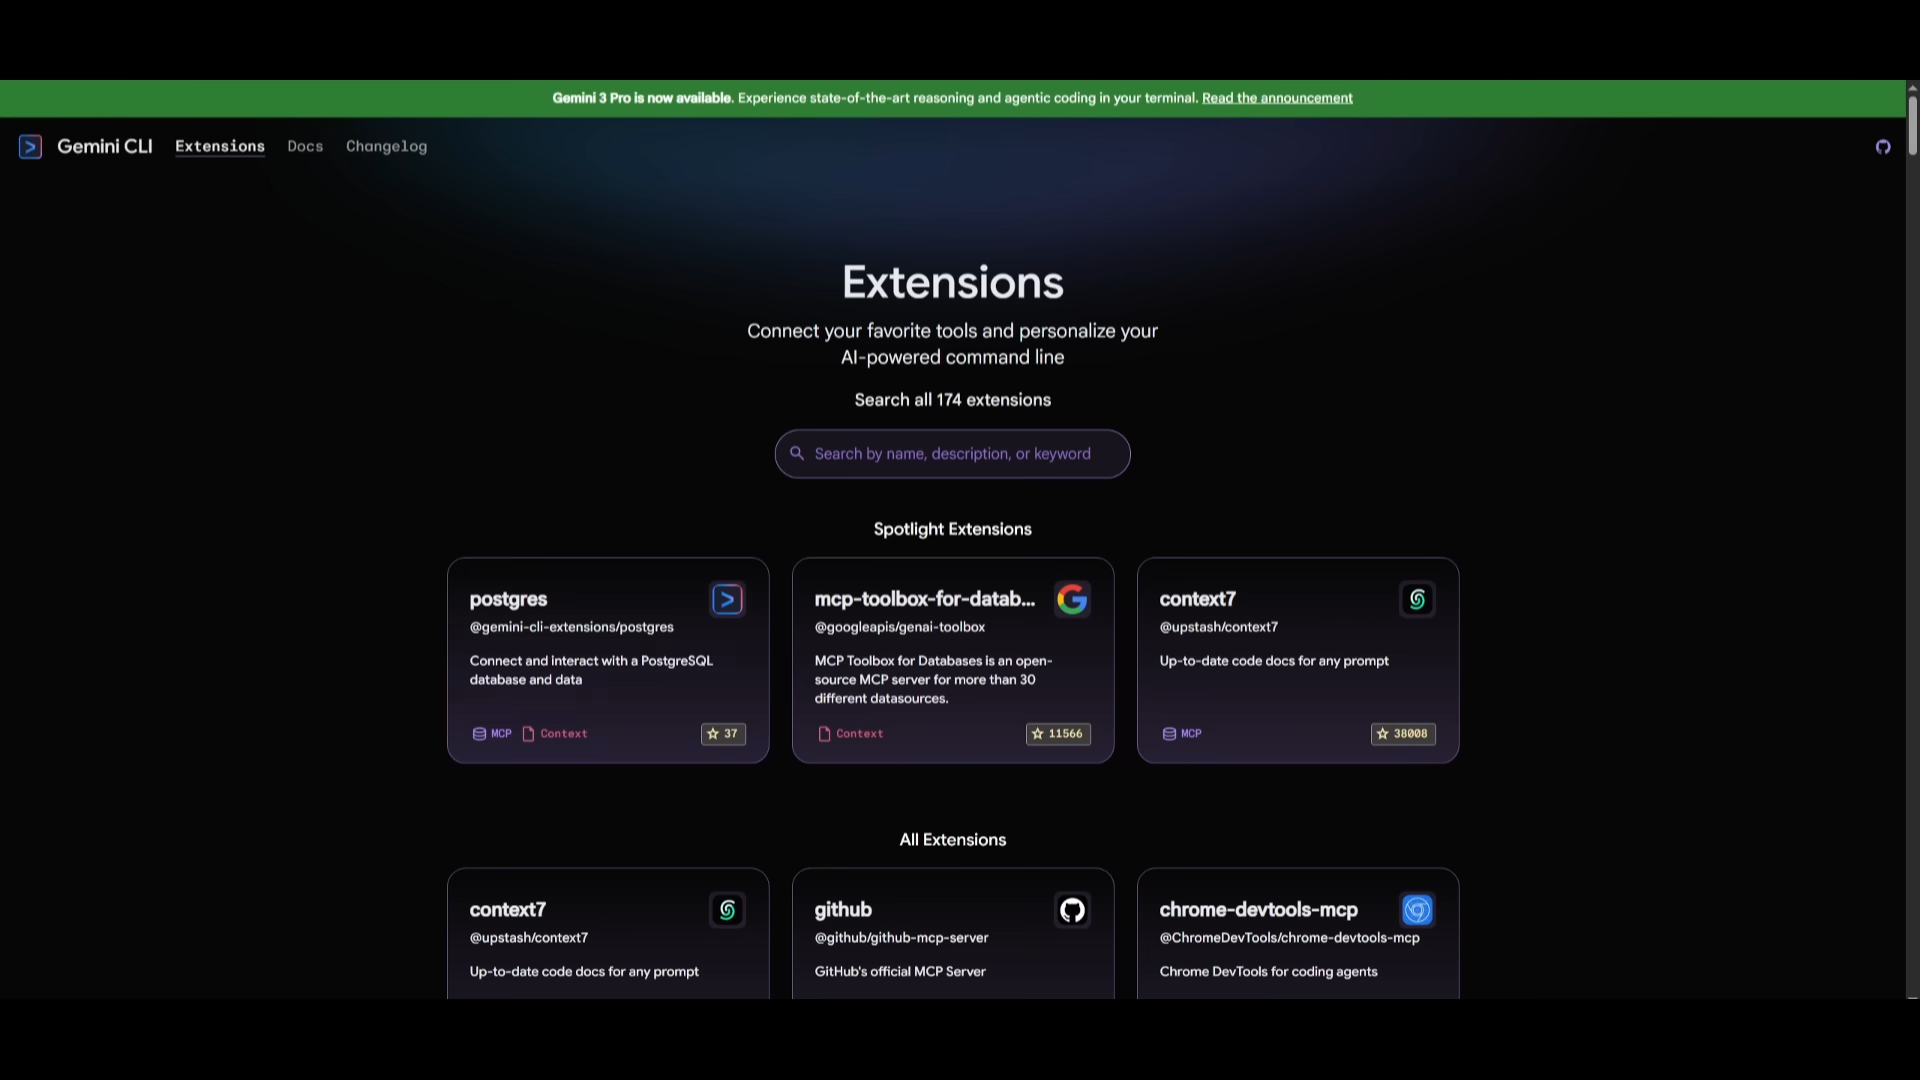 Gemini 3 Pro is now available. Experience state-of-the-art reasoning and agentic coding in your terminal. Read the announcement
Gemini CLI Extensions Docs Changelog
Extensions
Connect your favorite tools and personalize your
AI-powered command line
Search all 174 extensions
Search by name, description, or keyword
Spotlight Extensions
postgres
@gemini-cli-extensions/postgres
Connect and interact with a PostgreSQL
database and data
MCP Context 37
mcp-toolbox-for-datab...
@googleapis/genai-toolbox
MCP Toolbox for Databases is an open-
source MCP server for more than 30
different datasources.
Context 11566
context7
@upstash/context7
Up-to-date code docs for any prompt
MCP 38008
All Extensions
context7
@upstash/context7
Up-to-date code docs for any prompt
github
@github/github-mcp-server
GitHub's official MCP Server
chrome-devtools-mcp
@ChromeDevTools/chrome-devtools-mcp
Chrome DevTools for coding agents